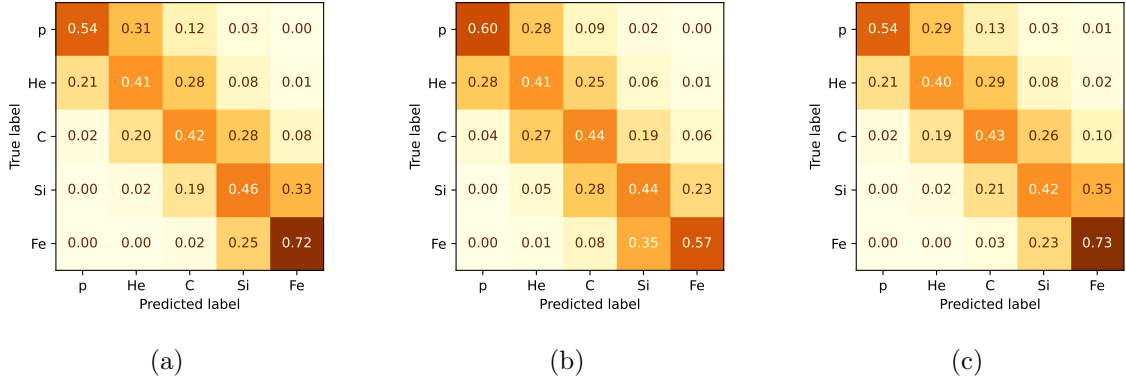 p 0.54 0.31 0.12 0.03 0.00
He 0.21 0.41 0.28 0.08 0.01
C 0.02 0.20 0.42 0.28 0.08
Si 0.00 0.02 0.19 0.46 0.33
Fe 0.00 0.00 0.02 0.25 0.72
p He C Si Fe
Predicted label
True label
(a)
p 0.60 0.28 0.09 0.02 0.00
He 0.28 0.41 0.25 0.06 0.01
C 0.04 0.27 0.44 0.19 0.06
Si 0.00 0.05 0.28 0.44 0.23
Fe 0.00 0.01 0.08 0.35 0.57
p He C Si Fe
Predicted label
True label
(b)
p 0.54 0.29 0.13 0.03 0.01
He 0.21 0.40 0.29 0.08 0.02
C 0.02 0.19 0.43 0.26 0.10
Si 0.00 0.02 0.21 0.42 0.35
Fe 0.00 0.00 0.03 0.23 0.73
p He C Si Fe
Predicted label
True label
(c)